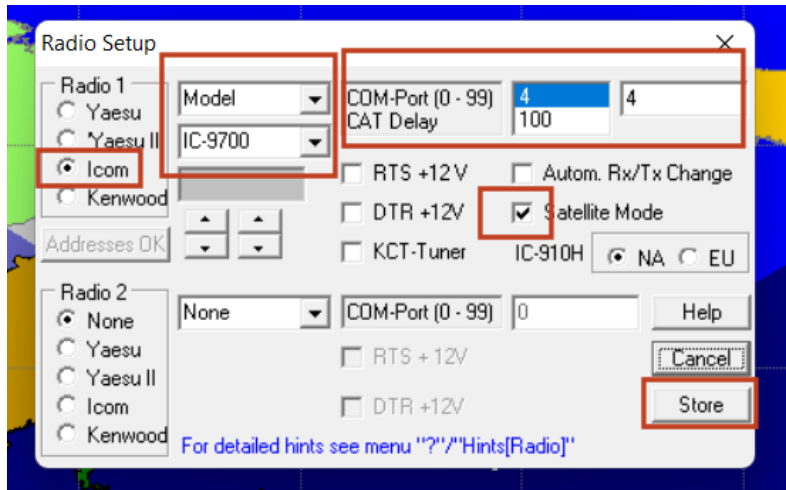 Radio Setup
Radio 1
Yaesu
Yaesu II
Icom
Kenwood
Addresses OK
Model
IC-9700
COM-Port (0 - 99)
CAT Delay
4
100
4
RTS +12 V
DTR +12V
KCT-Tuner
Autom. Rx/Tx Change
Satellite Mode
IC-910H
NA
EU
Radio 2
None
Yaesu
Yaesu II
Icom
Kenwood
None
COM-Port (0 - 99)
0
RTS + 12V
DTR +12V
Help
Cancel
Store
For detailed hints see menu "?"/"Hints[Radio]"